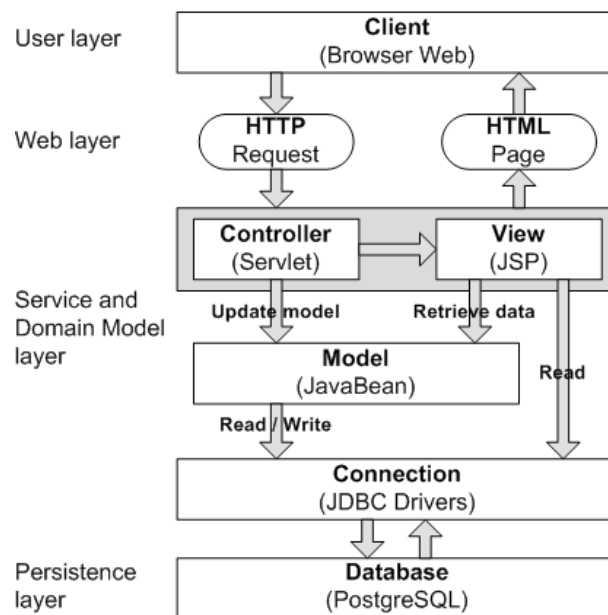 User layer
Client
(Browser Web)
Web layer
HTTP
Request
HTML
Page
Controller
(Servlet)
View
(JSP)
Service and
Domain Model
layer
Update model
Retrieve data
Model
(JavaBean)
Read
Read / Write
Connection
(JDBC Drivers)
Persistence
layer
Database
(PostgreSQL)